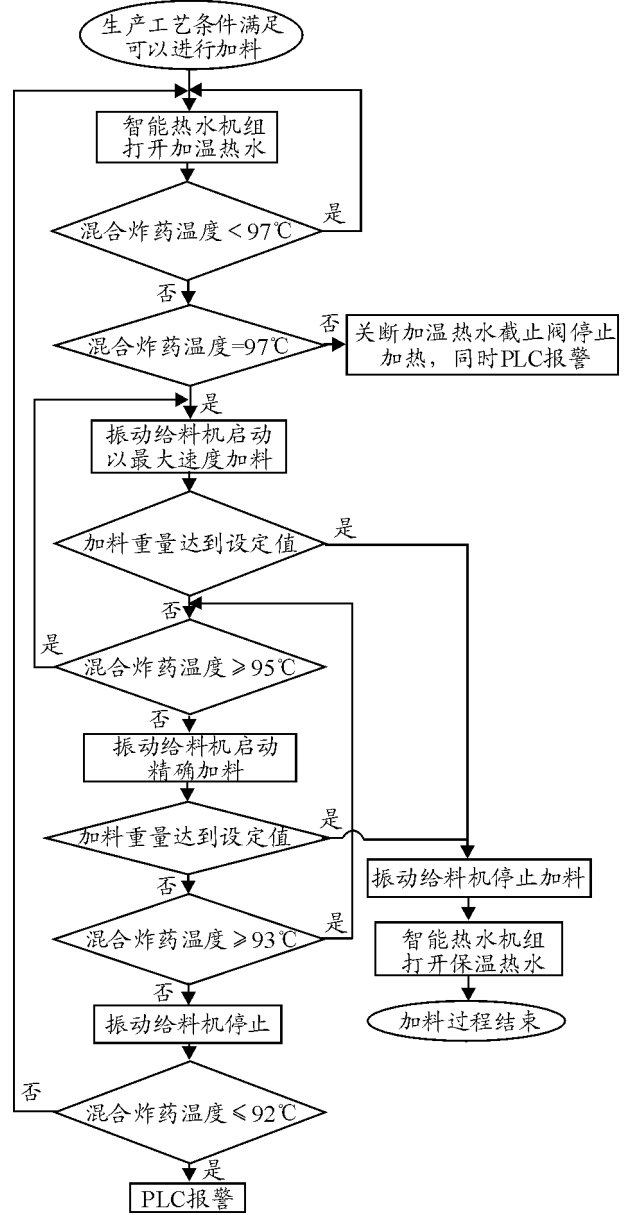 生产工艺条件满足
可以进行加料
智能热水机组
打开加温热水
是
混合炸药温度<97℃
否
否
混合炸药温度=97℃
关断加温热水截止阀停止
加热，同时PLC报警
是
振动给料机启动
以最大速度加料
是
加料重量达到设定值
否
是
混合炸药温度≥95℃
否
振动给料机启动
精确加料
是
加料重量达到设定值
否
振动给料机停止加料
是
混合炸药温度≥93℃
智能热水机组
打开保温热水
否
振动给料机停止
加料过程结束
否
混合炸药温度≤92℃
是
PLC报警